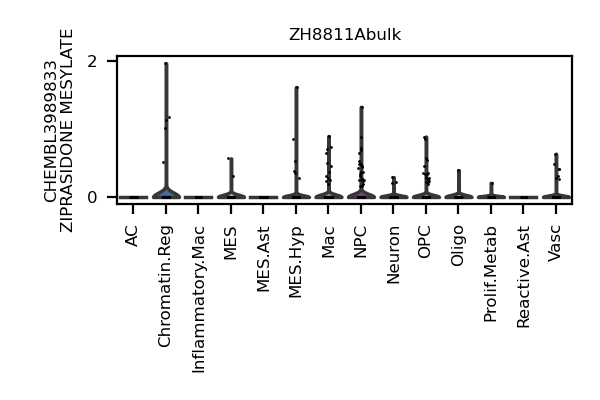 ZH8811Abulk
CHEMBL3989833
ZIPRASIDONE MESYLATE
2
0
AC
Chromatin.Reg
Inflammatory.Mac
MES
MES.Ast
MES.Hyp
Mac
NPC
Neuron
OPC
Oligo
Prolif.Metab
Reactive.Ast
Vasc